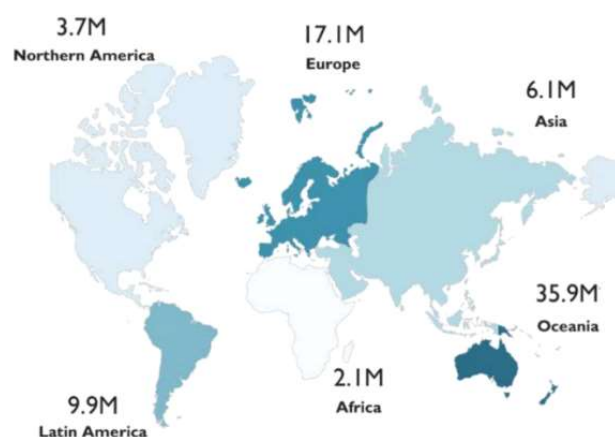 3.7M
Northern America
17.1M
Europe
6.1M
Asia
35.9M
Oceania
2.1M
Africa
9.9M
Latin America